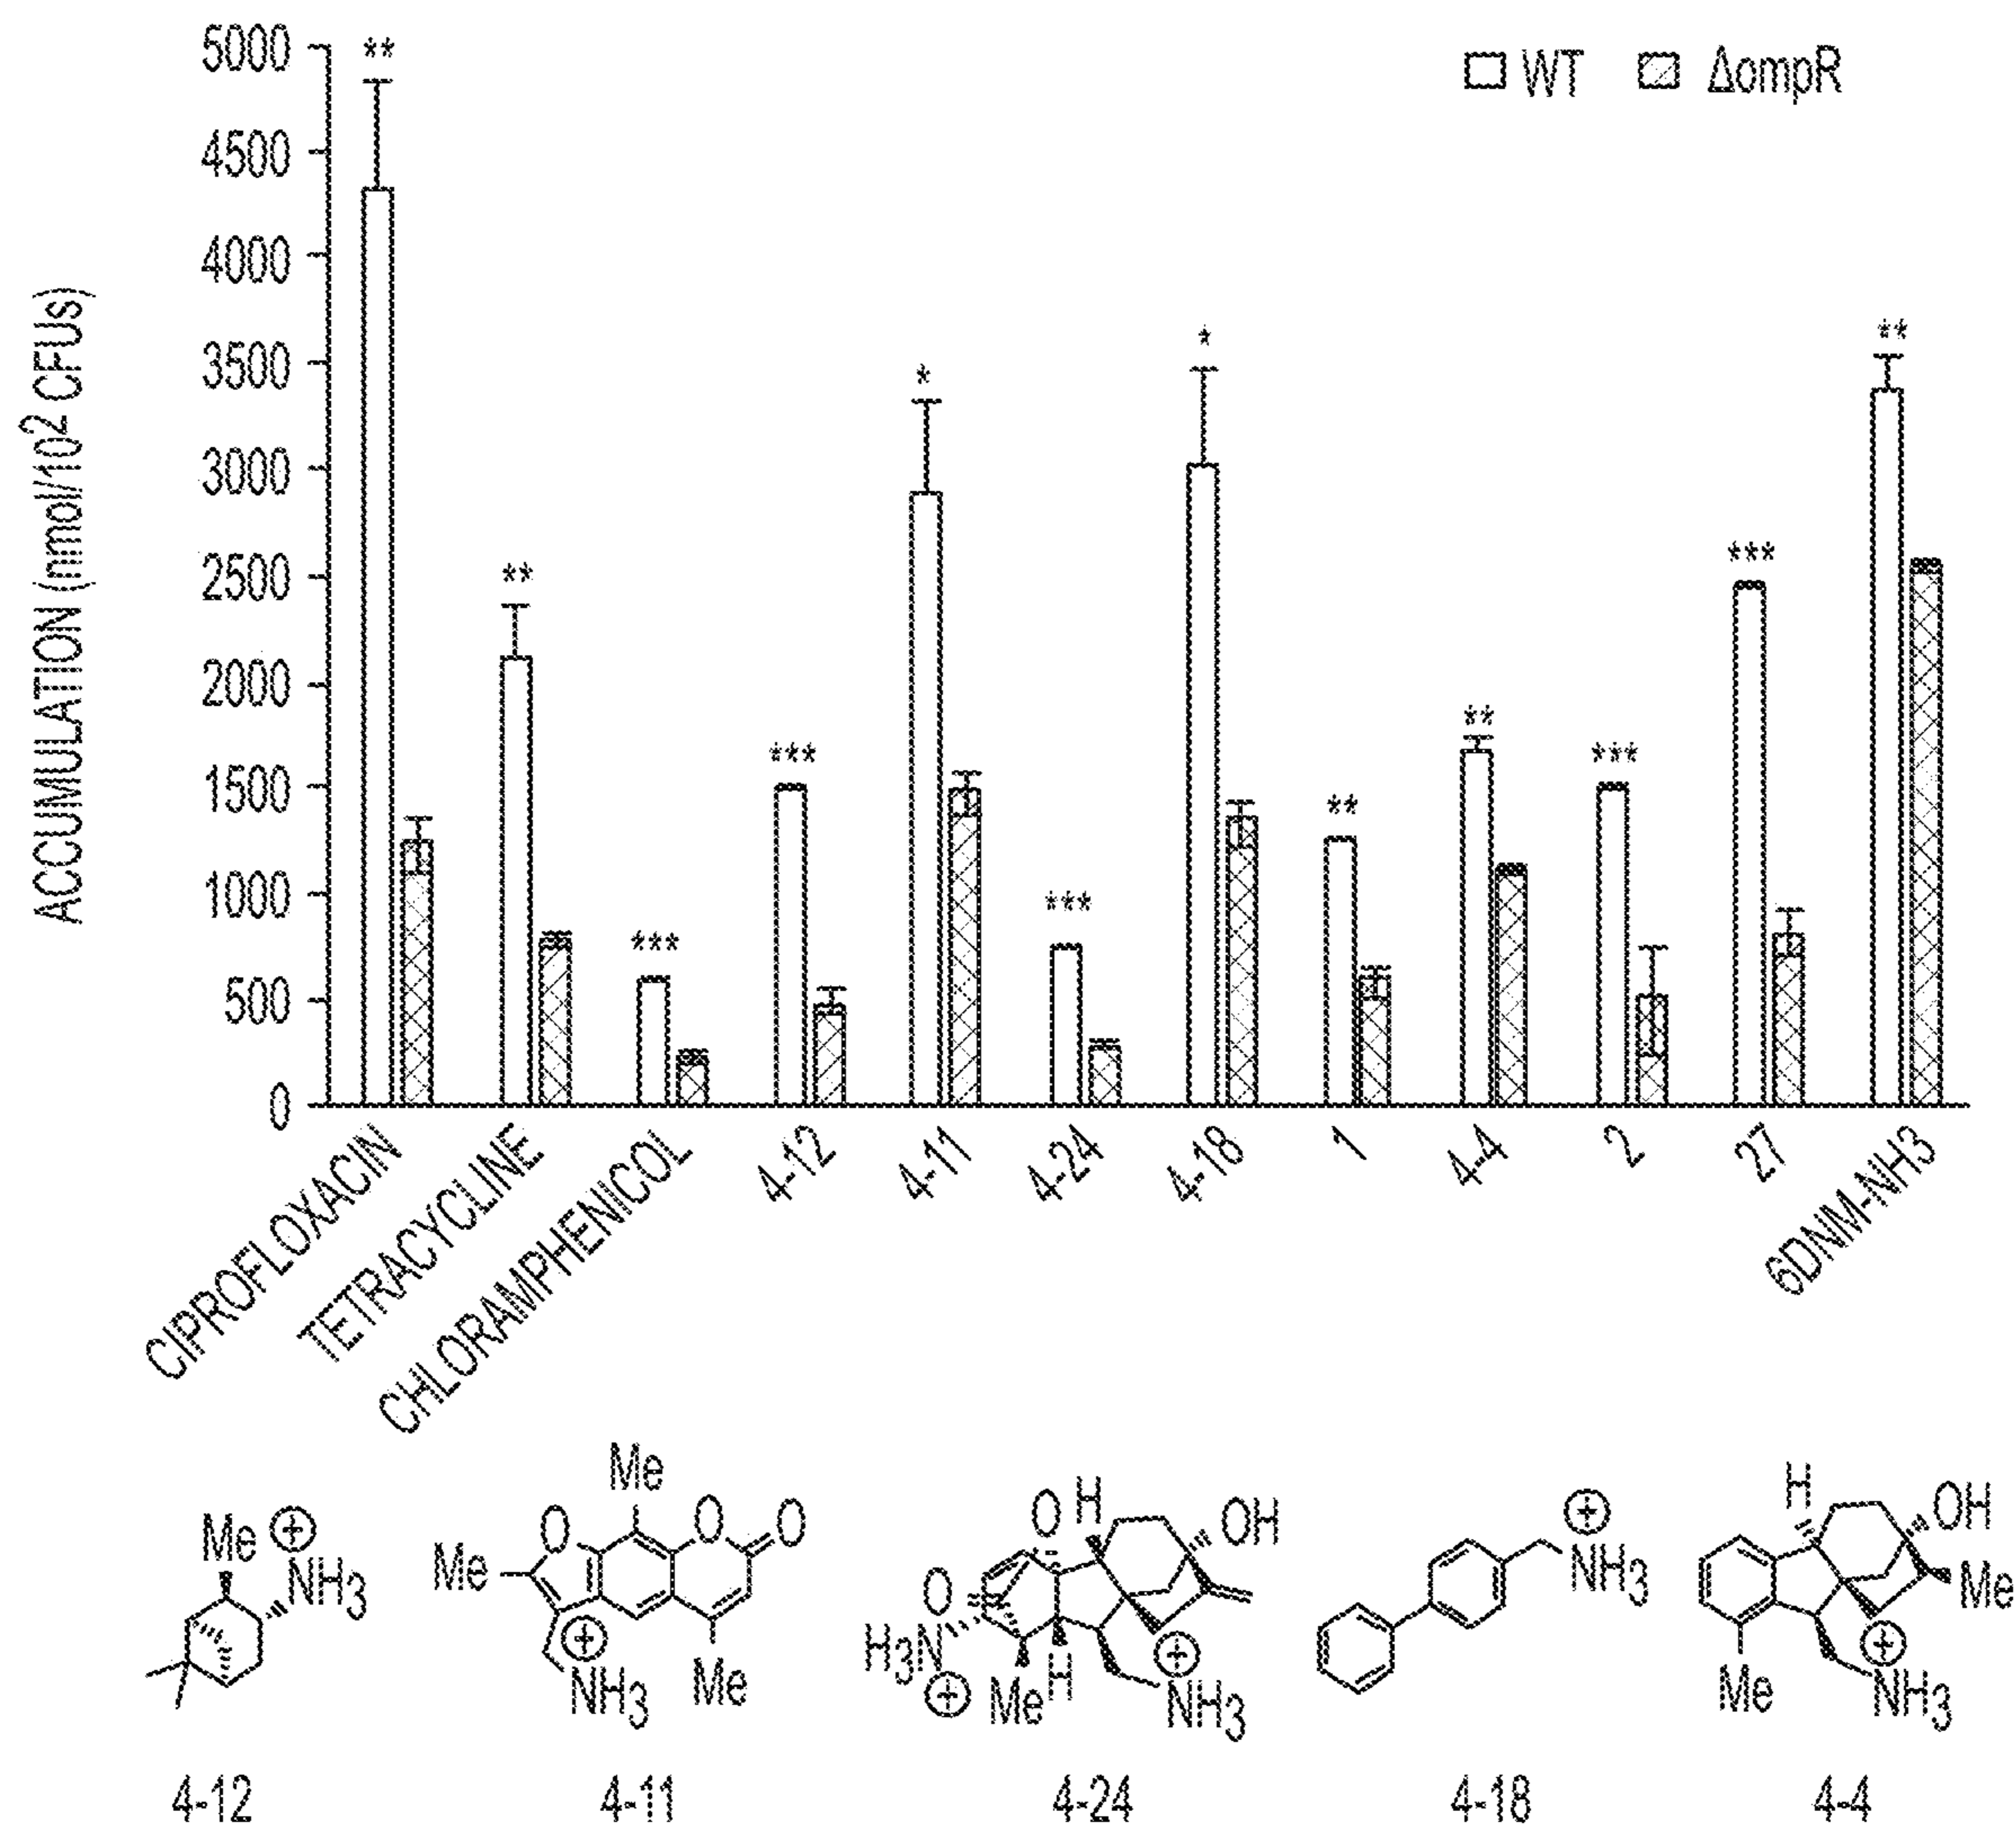 WT ΔompR
ACCUMULATION (nmol/10² CFUs)
5000
4500
4000
3500
3000
2500
2000
1500
1000
500
0
** ** *** *** * *** * ** ** *** *** **
CIPROFLOXACIN
TETRACYCLINE
CHLORAMPHENICOL
4-12
4-11
4-24
4-18
1
4-4
2
27
6DNM-NH3
Me ⊕
NH3
4-12
Me
O O O
Me
⊕
NH3 Me
4-11
O H
OH
O
H3N
⊕
Me H
⊕
NH3
4-24
⊕
NH3
4-18
H
OH
Me
⊕
Me NH3
4-4